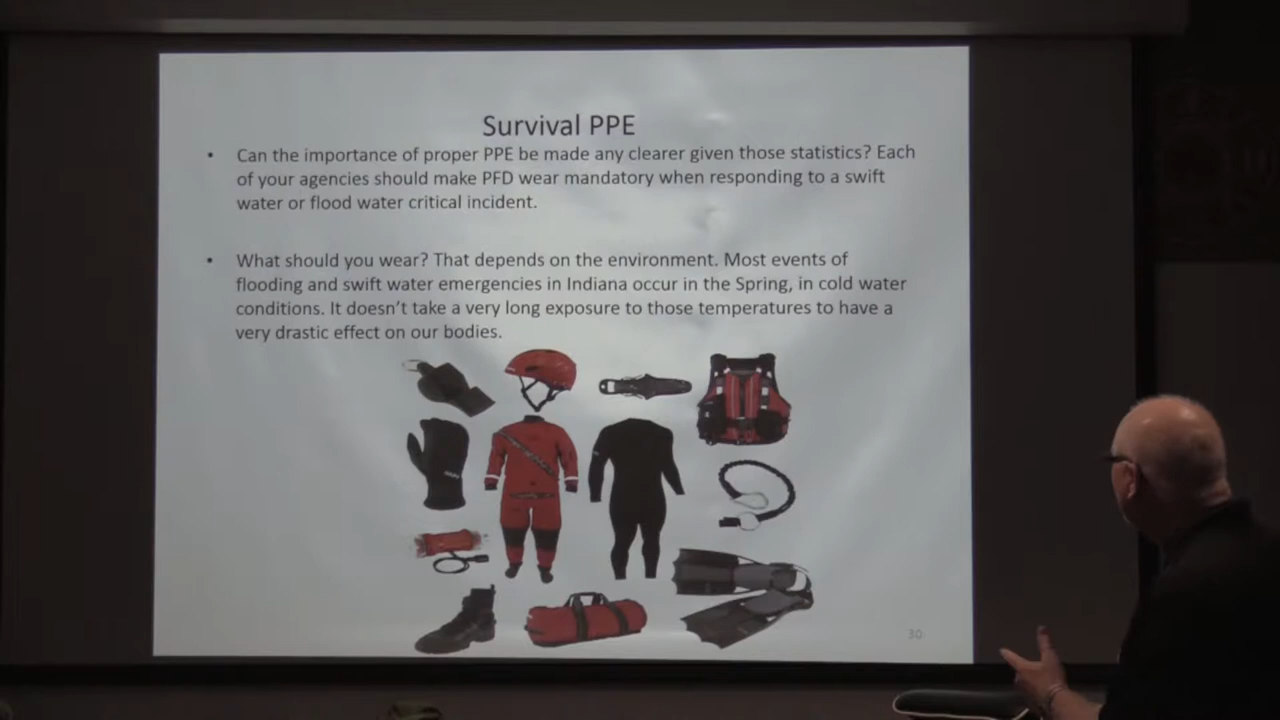 Survival PPE
• Can the importance of proper PPE be made any clearer given those statistics? Each
of your agencies should make PFD wear mandatory when responding to a swift
water or flood water critical incident.
• What should you wear? That depends on the environment. Most events of
flooding and swift water emergencies in Indiana occur in the Spring, in cold water
conditions. It doesn't take a very long exposure to those temperatures to have a
very drastic effect on our bodies.
30